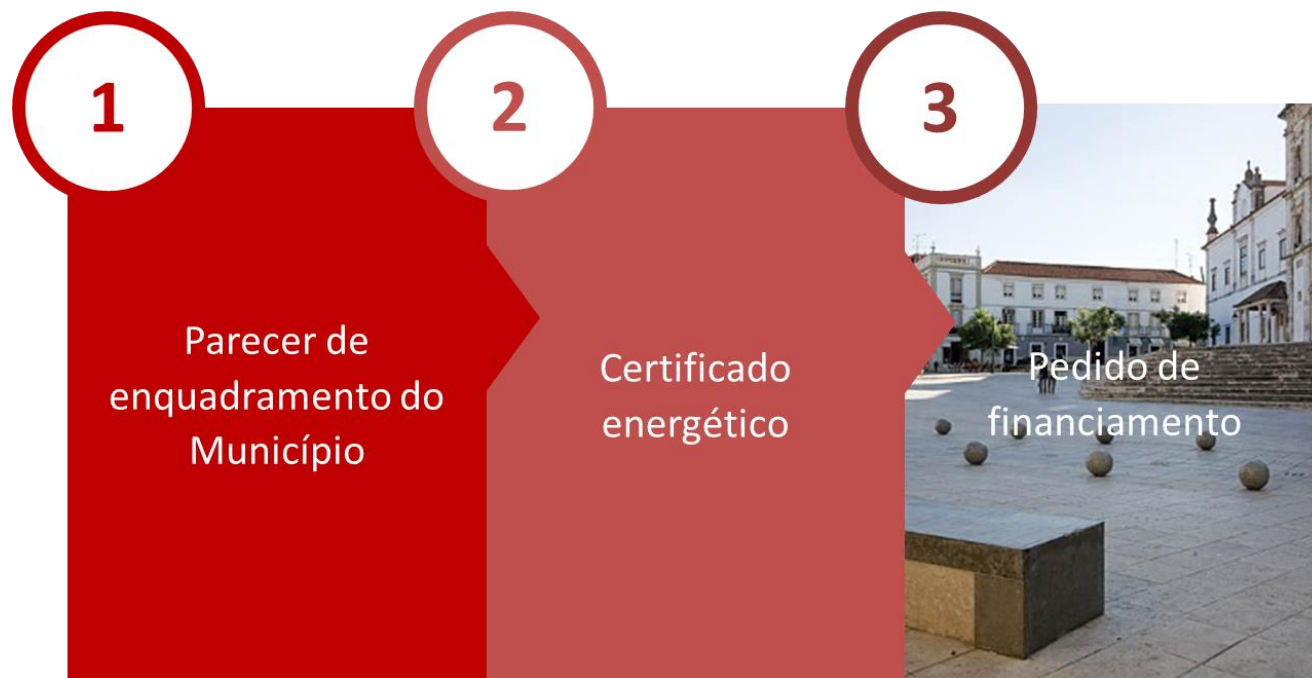 1
Parecer de
enquadramento do
Município
2
Certificado
energético
3
Pedido de
financiamento